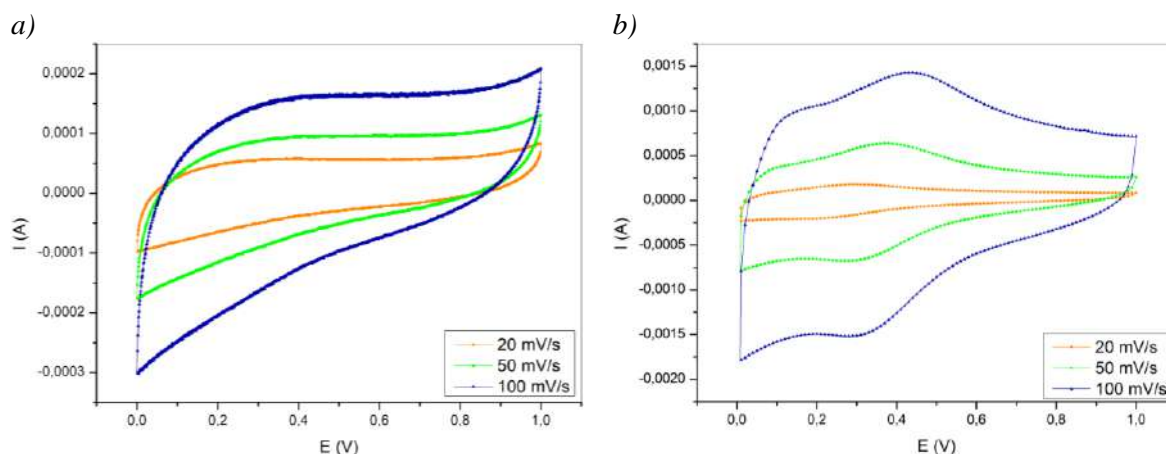 a)
0,0002
0,0001
0,0000
-0,0001
-0,0002
-0,0003
I (A)
0.0
0.2
0.4
0.6
0.8
1,0
E (V)
20 mV/s
50 mV/s
100 mV/s
b)
0,0015
0,0010
0,0005
0,0000
-0,0005
-0,0010
-0,0015
-0,0020
I (A)
0,0
0,2
0,4
0,6
0,8
1,0
E (V)
20 mV/s
50 mV/s
100 mV/s